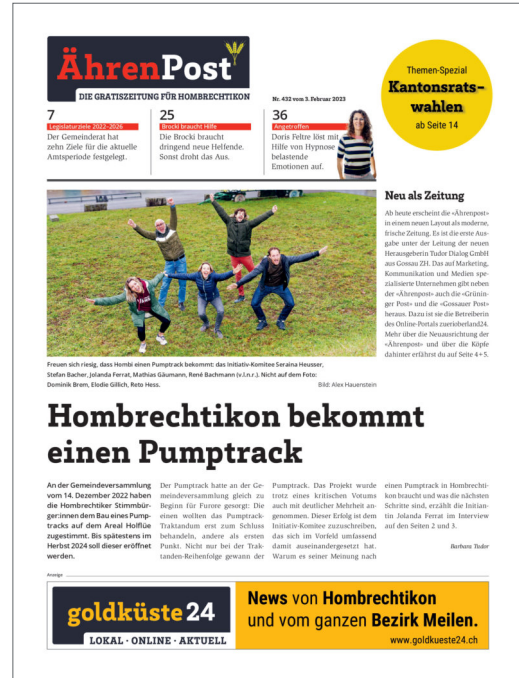 ÄhrenPost
DIE GRATISZEITUNG FÜR HOMBRECHTIKON
Nr. 432 vom 3. Februar 2023
Themen-Spezial
Kantonsrats–
wahlen
ab Seite 14
7
Legislaturziele 2022–2026
Der Gemeinderat hat
zehn Ziele für die aktuelle
Amtsperiode festgelegt.
25
Brocki braucht Hilfe
Die Brocki braucht
dringend neue Helfende.
Sonst droht das Aus.
36
Angetroffen
Doris Feltre löst mit
Hilfe von Hypnose
belastende
Emotionen auf.
Neu als Zeitung
Ab heute erscheint die «Ährenpost»
in einem neuen Layout als moderne,
frische Zeitung. Es ist die erste Aus-
gabe unter der Leitung der neuen
Herausgeberin Tudor Dialog GmbH
aus Gossau ZH. Das auf Marketing,
Kommunikation und Medien spe-
zialisierte Unternehmen gibt neben
der «Ährenpost» auch die «Grünin-
ger Post» und die «Gossauer Post»
heraus. Dazu ist sie die Betreiberin
des Online-Portals zuerioberland24.
Mehr über die Neuausrichtung der
«Ährenpost» und über die Köpfe
dahinter erfährst du auf Seite 4+5.
Freuen sich riesig, dass Hombi einen Pumptrack bekommt: das Initiativ-Komitee Seraina Heusser,
Stefan Bacher, Jolanda Ferrat, Mathias Gäumann, René Bachmann (v.l.n.r.). Nicht auf dem Foto:
Dominik Brem, Elodie Gillich, Reto Hess.
Bild: Alex Hauenstein
Hombrechtikon bekommt
einen Pumptrack
An der Gemeindeversammlung
vom 14. Dezember 2022 haben
die Hombrechtiker Stimmbür-
ger:innen dem Bau eines Pump-
tracks auf dem Areal Holflüe
zugestimmt. Bis spätestens im
Herbst 2024 soll dieser eröffnet
werden.
Der Pumptrack hatte an der Ge-
meindeversammlung gleich zu
Beginn für Furore gesorgt: Die
einen wollten das Pumptrack-
Traktandum erst zum Schluss
behandeln, andere als ersten
Punkt. Nicht nur bei der Trak-
tanden-Reihenfolge gewann der
Pumptrack. Das Projekt wurde
trotz eines kritischen Votums
auch mit deutlicher Mehrheit an-
genommen. Dieser Erfolg ist dem
Initiativ-Komitee zuzuschreiben,
das sich im Vorfeld umfassend
damit auseinandergesetzt hat.
Warum es seiner Meinung nach
einen Pumptrack in Hombrechti-
kon braucht und was die nächsten
Schritte sind, erzählt die Initian-
tin Jolanda Ferrat im Interview
auf den Seiten 2 und 3.
Barbara Tudor
Anzeige
goldküste24
LOKAL · ONLINE · AKTUELL
News von Hombrechtikon
und vom ganzen Bezirk Meilen.
www.goldkueste24.ch